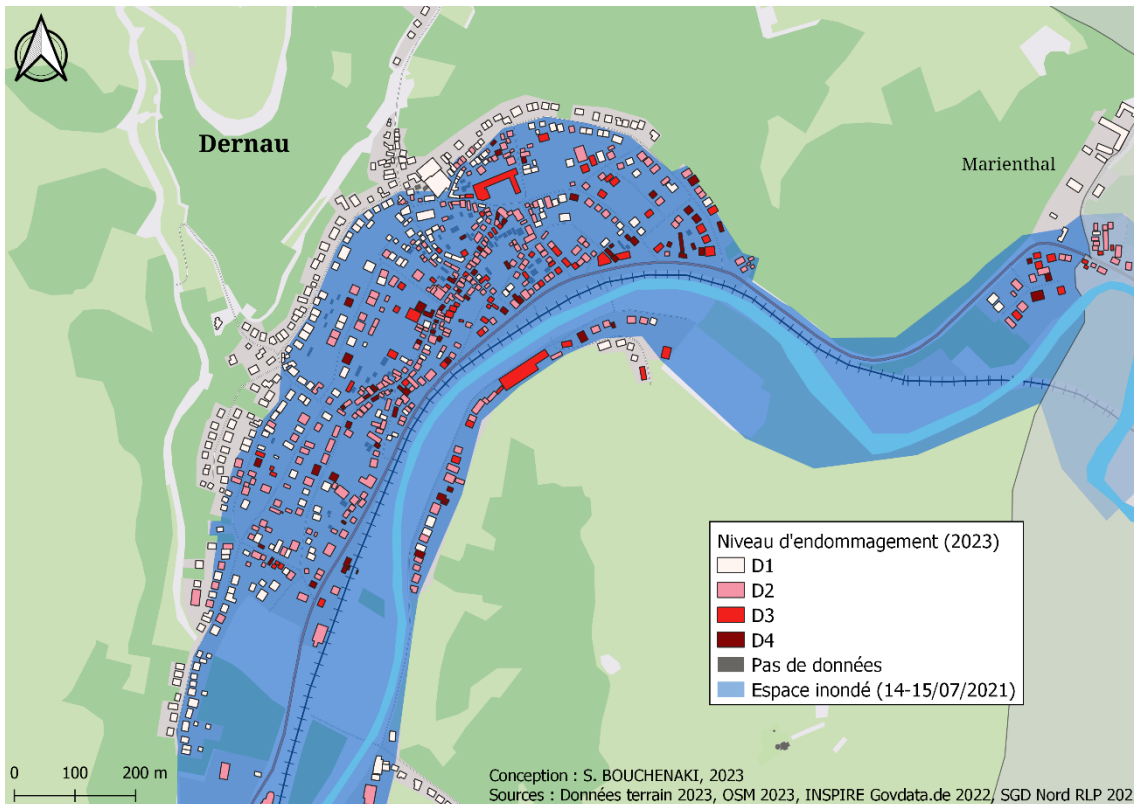 Dernau
Marienthal
Niveau d'endommagement (2023)
D1
D2
D3
D4
Pas de données
Espace inondé (14-15/07/2021)
0 100 200 m
Conception : S. BOUCHENAKI, 2023
Sources : Données terrain 2023, OSM 2023, INSPIRE Govdata.de 2022, SGD Nord RLP 202